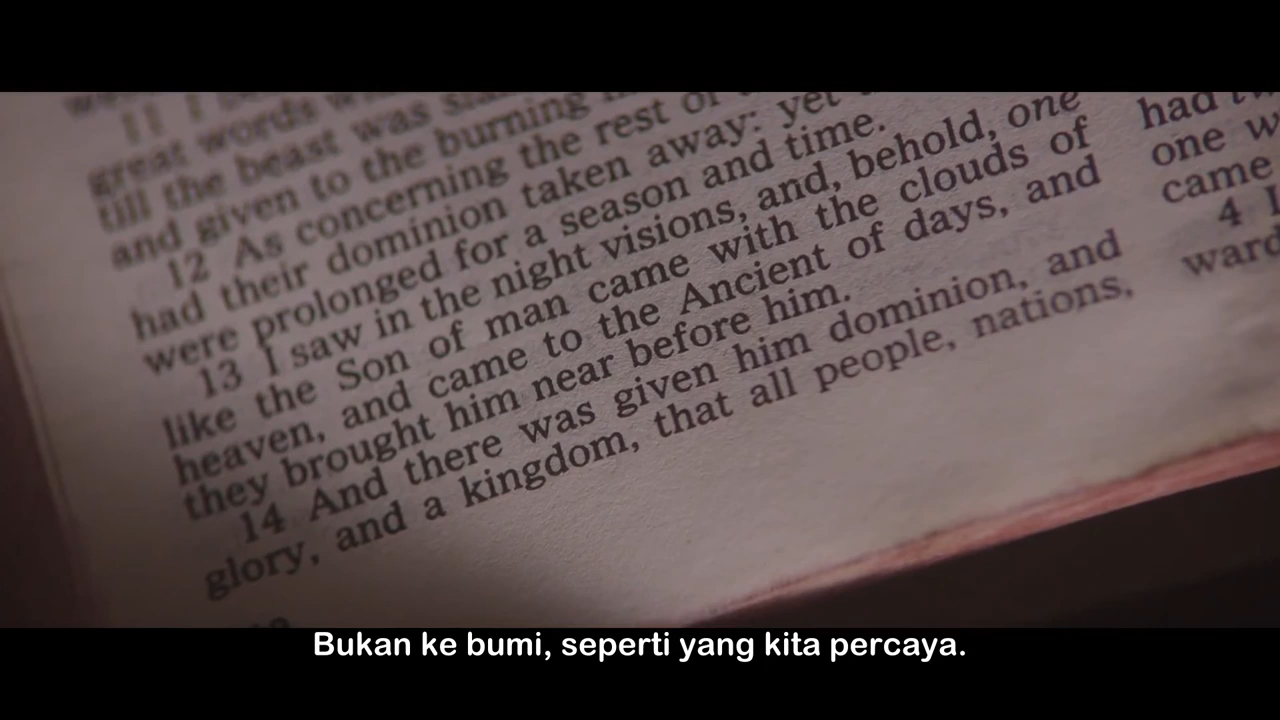 11 I
great words
till the beast was
and given to the burning
12 As concerning the rest of
had their dominion taken away: yet
were prolonged for a season and time.
13 I saw in the night visions, and, behold, one
like the Son of man came with the clouds of
heaven, and came to the Ancient of days, and
they brought him near before him.
14 And there was given him dominion, and
glory, and a kingdom, that all people, nations,
had
one
came
4
ward
Bukan ke bumi, seperti yang kita percaya.